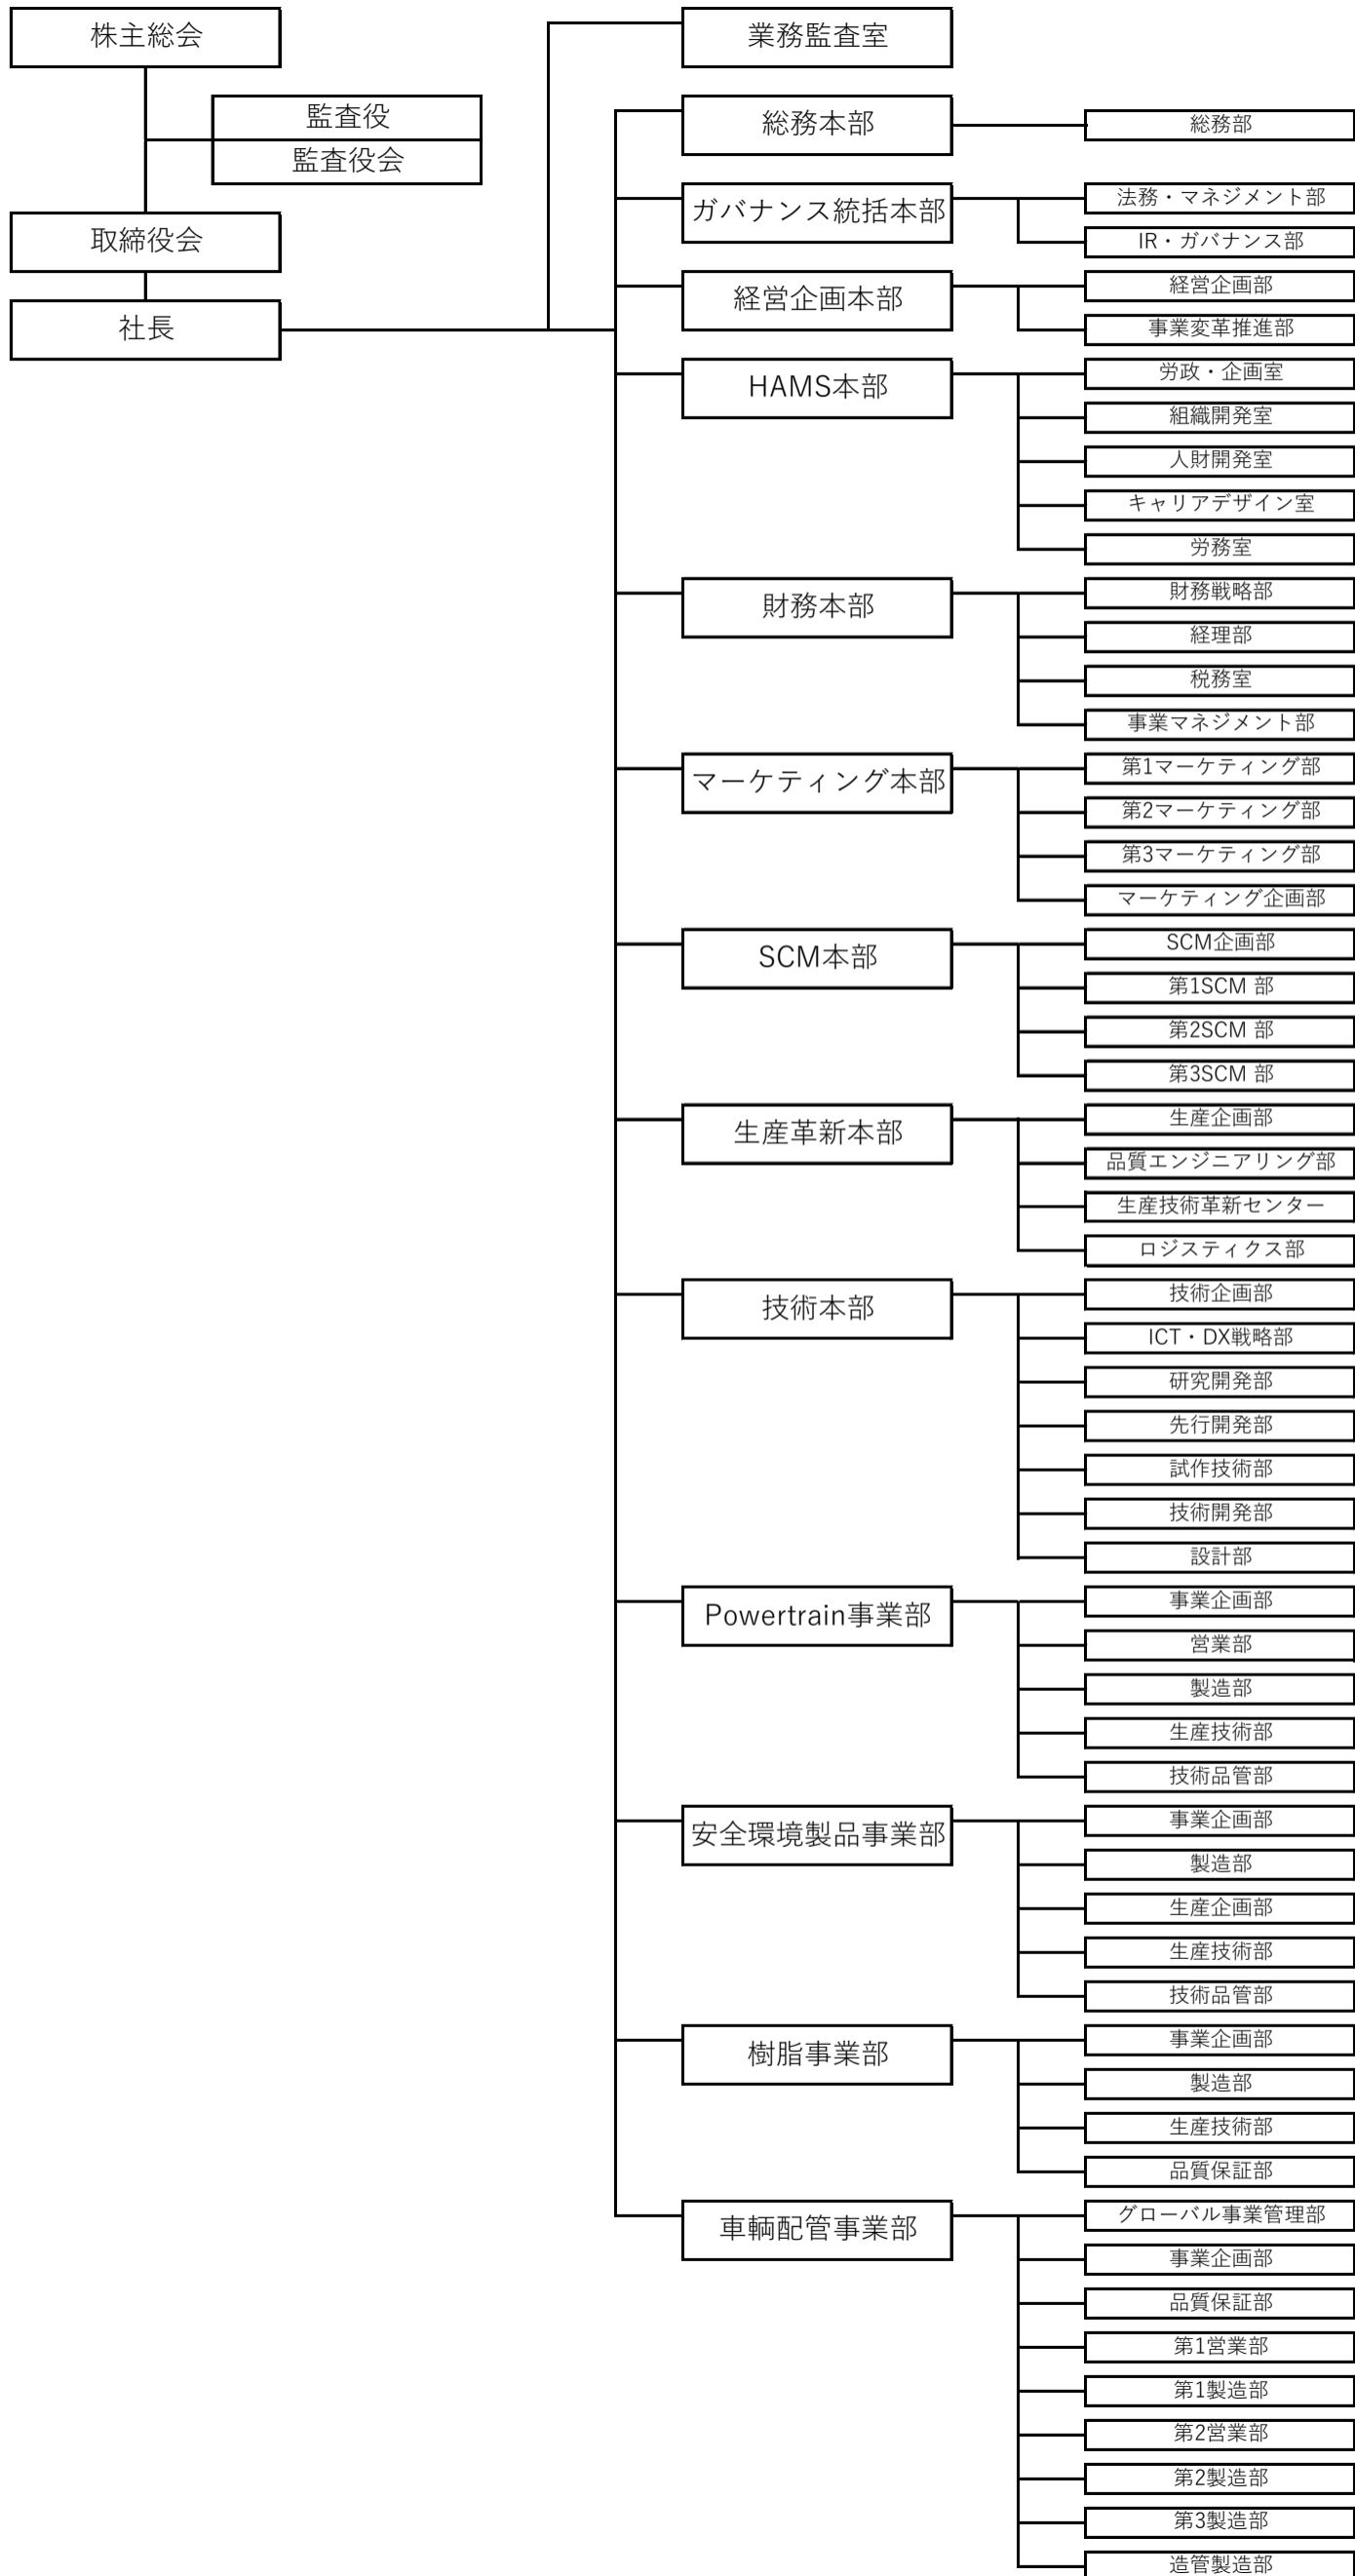 株主総会
監査役
監査役会
取締役会
社長
業務監査室
総務本部
総務部
ガバナンス統括本部
法務・マネジメント部
IR・ガバナンス部
経営企画本部
経営企画部
事業変革推進部
HAMS本部
労政・企画室
組織開発室
人財開発室
キャリアデザイン室
労務室
財務本部
財務戦略部
経理部
税務室
事業マネジメント部
マーケティング本部
第1マーケティング部
第2マーケティング部
第3マーケティング部
マーケティング企画部
SCM本部
SCM企画部
第1SCM 部
第2SCM 部
第3SCM 部
生産革新本部
生産企画部
品質エンジニアリング部
生産技術革新センター
ロジスティクス部
技術本部
技術企画部
ICT・DX戦略部
研究開発部
先行開発部
試作技術部
技術開発部
設計部
Powertrain事業部
事業企画部
営業部
製造部
生産技術部
技術品管部
安全環境製品事業部
事業企画部
製造部
生産企画部
生産技術部
技術品管部
樹脂事業部
事業企画部
製造部
生産技術部
品質保証部
車輌配管事業部
グローバル事業管理部
事業企画部
品質保証部
第1営業部
第1製造部
第2営業部
第2製造部
第3製造部
造管製造部